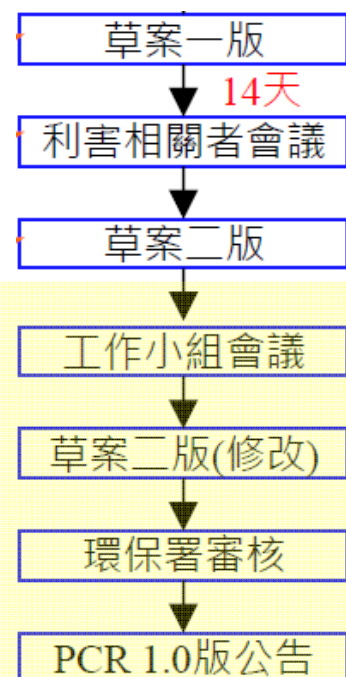 草案一版
14天
利害相關者會議
草案二版
工作小組會議
草案二版(修改)
環保署審核
PCR 1.0版公告